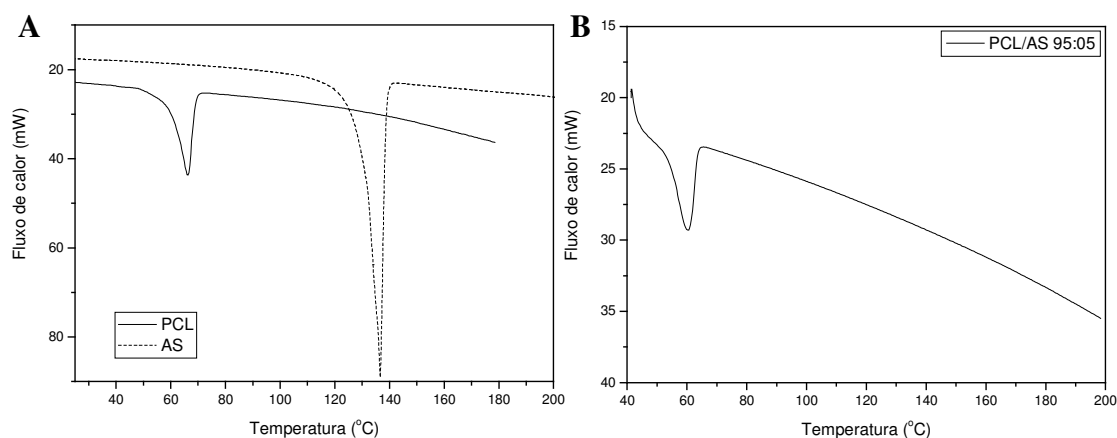 A
20
40
60
80
Fluxo de calor (mW)
PCL
AS
40 60 80 100 120 140 160 180 200
Temperatura (°C)
B
PCL/AS 95:05
15
20
25
30
35
40
Fluxo de calor (mW)
40 60 80 100 120 140 160 180 200
Temperatura (°C)